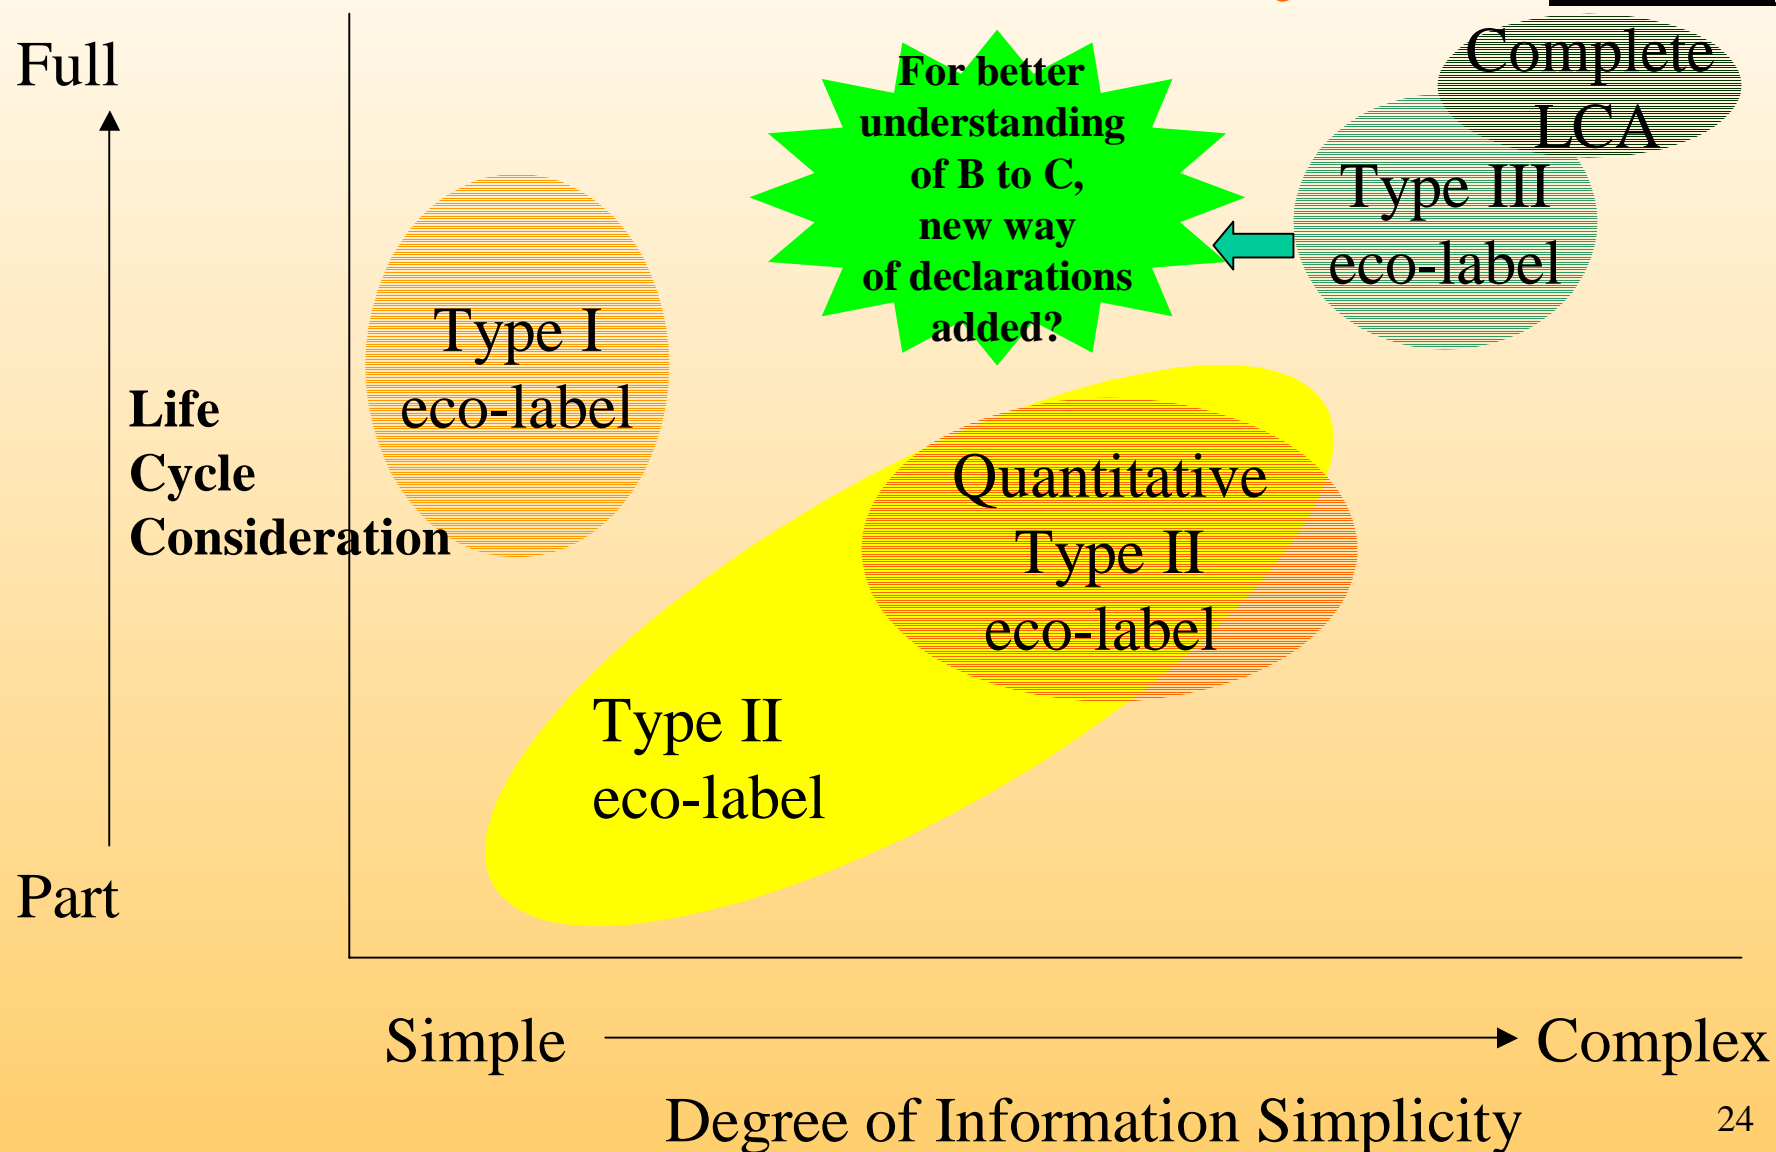 Full
Complete
LCA
For better
understanding
of B to C,
new way
of declarations
added?
Type III
eco-label
Type I
eco-label
Life
Cycle
Consideration
Quantitative
Type II
eco-label
Type II
eco-label
Part
Simple
Complex
Degree of Information Simplicity
24